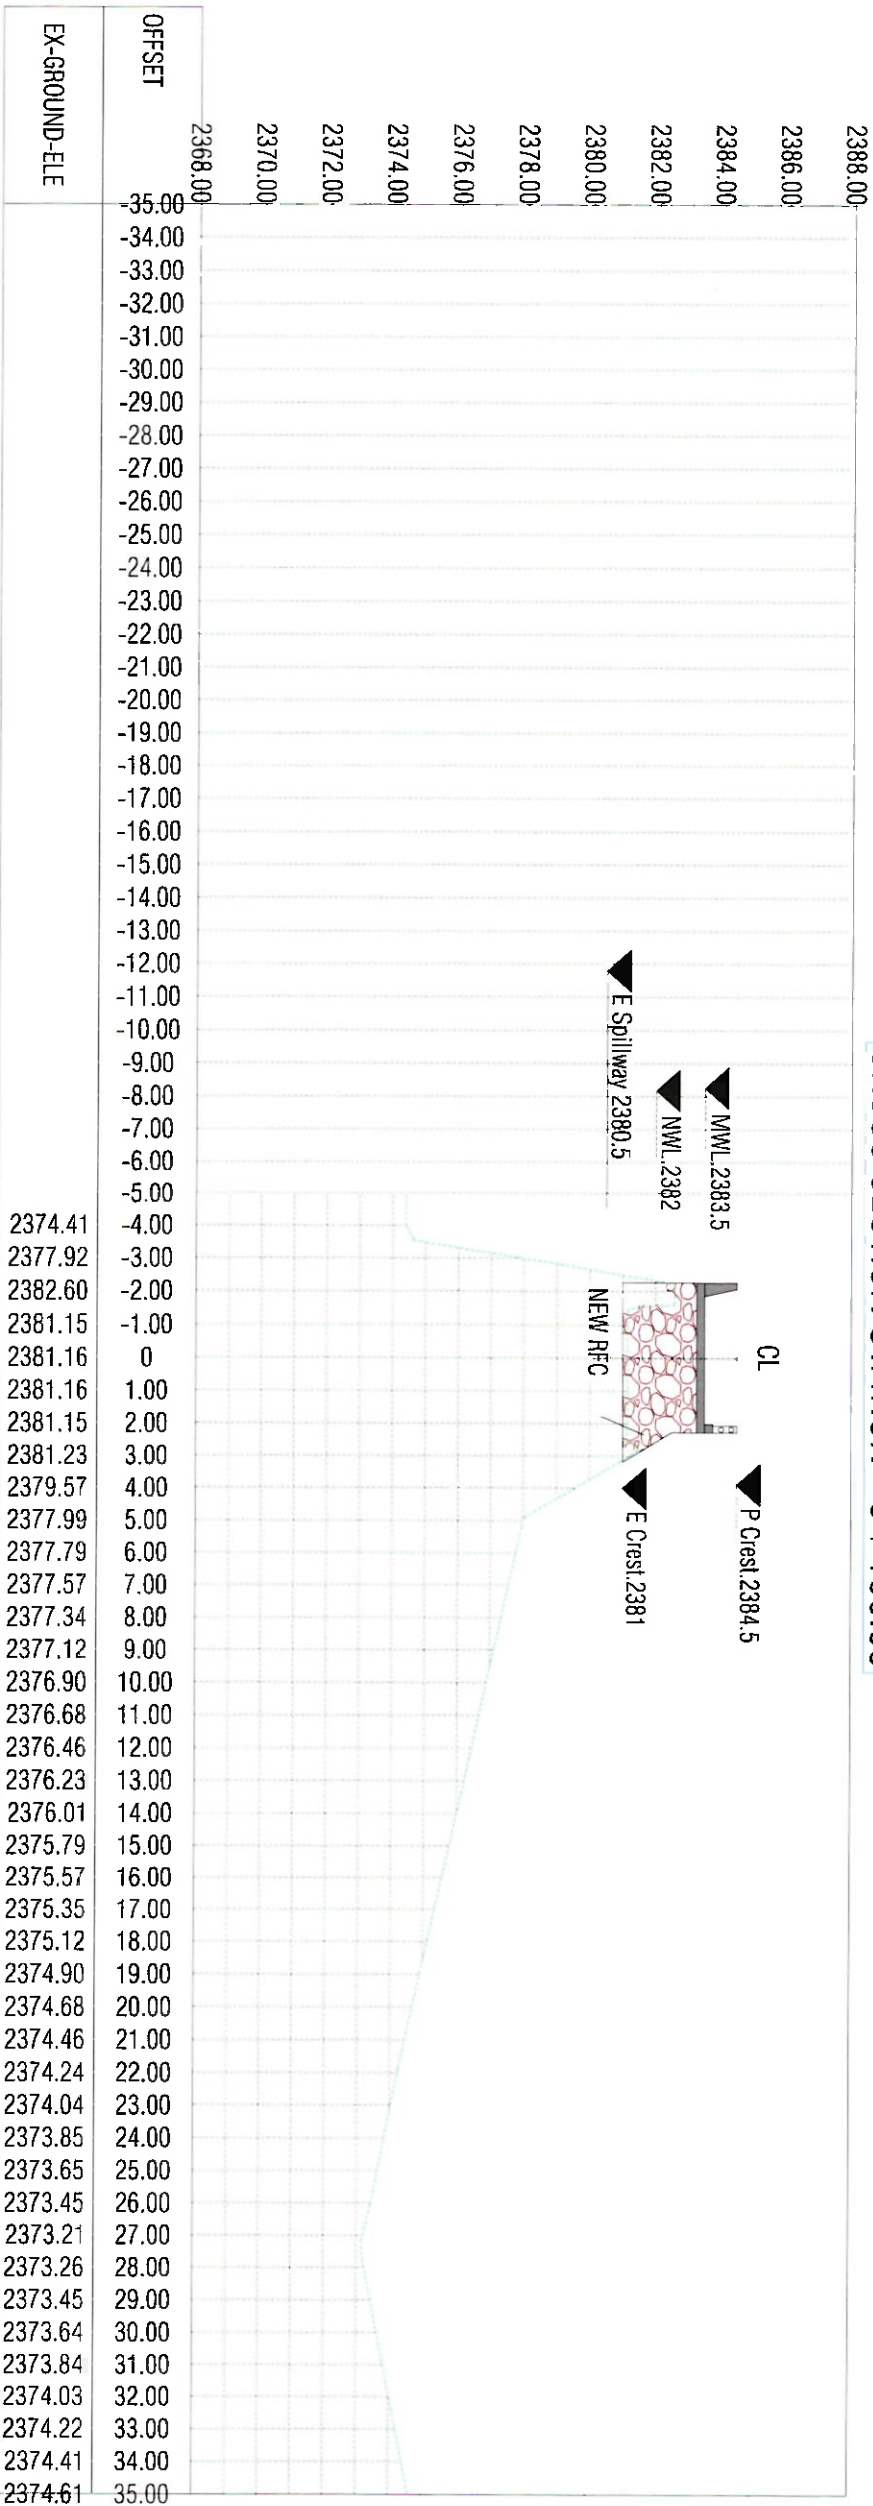 2388.00
2386.00
2384.00
2382.00
2380.00
2378.00
2376.00
2374.00
2372.00
2370.00
2368.00
MWL.2383.5
NWL.2382
E Spillway 2380.5
CL
NEW RFC
P Crest.2384.5
E Crest.2381
OFFSET -35.00 -34.00 -33.00 -32.00 -31.00 -30.00 -29.00 -28.00 -27.00 -26.00 -25.00 -24.00 -23.00 -22.00 -21.00 -20.00 -19.00 -18.00 -17.00 -16.00 -15.00 -14.00 -13.00 -12.00 -11.00 -10.00 -9.00 -8.00 -7.00 -6.00 -5.00 -4.00 -3.00 -2.00 -1.00 0 1.00 2.00 3.00 4.00 5.00 6.00 7.00 8.00 9.00 10.00 11.00 12.00 13.00 14.00 15.00 16.00 17.00 18.00 19.00 20.00 21.00 22.00 23.00 24.00 25.00 26.00 27.00 28.00 29.00 30.00 31.00 32.00 33.00 34.00 35.00
EX-GROUND-ELE 2374.41 2377.92 2382.60 2381.15 2381.16 2381.16 2381.15 2381.23 2379.57 2377.99 2377.79 2377.57 2377.34 2377.12 2376.90 2376.68 2376.46 2376.23 2376.01 2375.79 2375.57 2375.35 2375.12 2374.90 2374.68 2374.46 2374.24 2374.04 2373.85 2373.65 2373.45 2373.21 2373.26 2373.45 2373.64 2373.84 2374.03 2374.22 2374.41 2374.61